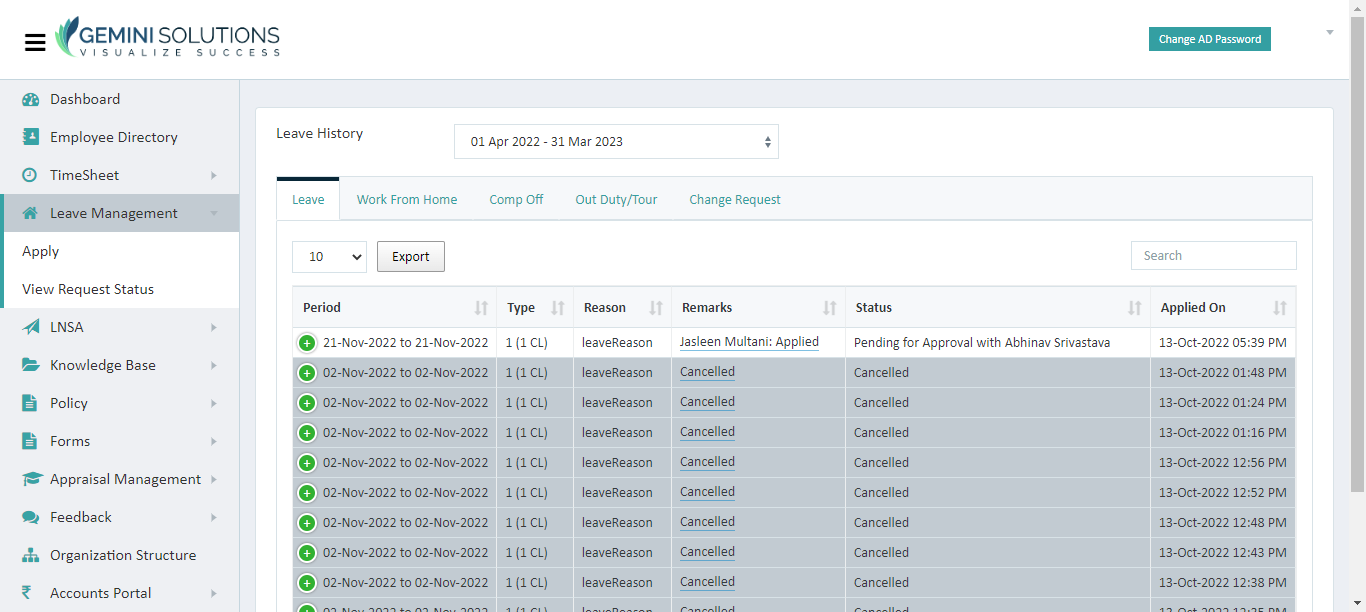 GEMINI SOLUTIONS
VISUALIZE SUCCESS
Change AD Password
Dashboard
Employee Directory
TimeSheet
Leave Management
Apply
View Request Status
LNSA
Knowledge Base
Policy
Forms
Appraisal Management
Feedback
Organization Structure
Accounts Portal
Leave History
01 Apr 2022 - 31 Mar 2023
Leave Work From Home Comp Off Out Duty/Tour Change Request
10 Export Search
Period Type Reason Remarks Status Applied On
21-Nov-2022 to 21-Nov-2022 1 (1 CL) leaveReason Jasleen Multani: Applied Pending for Approval with Abhinav Srivastava 13-Oct-2022 05:39 PM
02-Nov-2022 to 02-Nov-2022 1 (1 CL) leaveReason Cancelled Cancelled 13-Oct-2022 01:48 PM
02-Nov-2022 to 02-Nov-2022 1 (1 CL) leaveReason Cancelled Cancelled 13-Oct-2022 01:24 PM
02-Nov-2022 to 02-Nov-2022 1 (1 CL) leaveReason Cancelled Cancelled 13-Oct-2022 01:16 PM
02-Nov-2022 to 02-Nov-2022 1 (1 CL) leaveReason Cancelled Cancelled 13-Oct-2022 12:56 PM
02-Nov-2022 to 02-Nov-2022 1 (1 CL) leaveReason Cancelled Cancelled 13-Oct-2022 12:52 PM
02-Nov-2022 to 02-Nov-2022 1 (1 CL) leaveReason Cancelled Cancelled 13-Oct-2022 12:48 PM
02-Nov-2022 to 02-Nov-2022 1 (1 CL) leaveReason Cancelled Cancelled 13-Oct-2022 12:43 PM
02-Nov-2022 to 02-Nov-2022 1 (1 CL) leaveReason Cancelled Cancelled 13-Oct-2022 12:38 PM